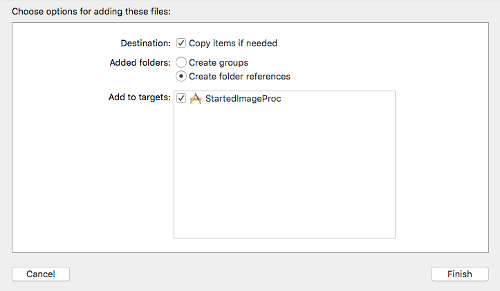 Choose options for adding these files:
Destination: Copy items if needed
Added folders: Create groups
Create folder references
Add to targets: StartedImageProc
Cancel Finish